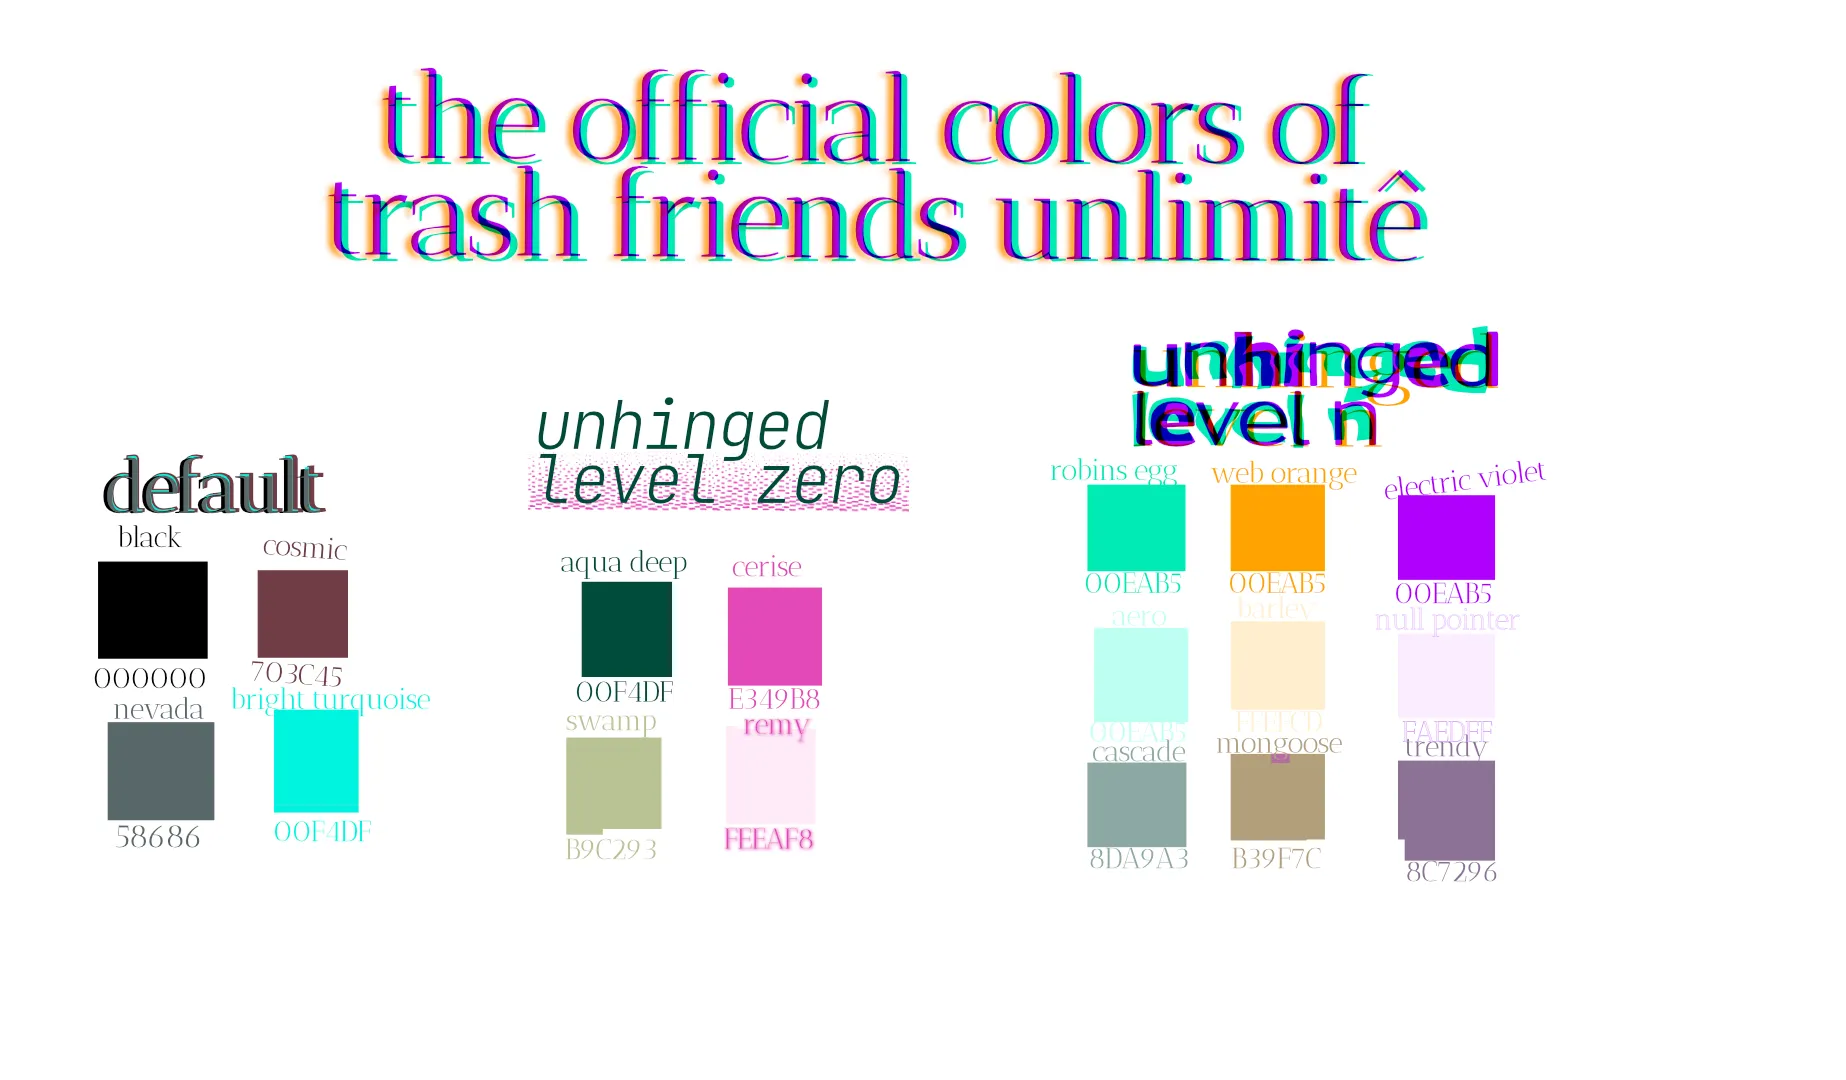 the official colors of
trash friends unlimitê
default
black
cosmic
000000
703C45
nevada
bright turquoise
58686
00F4DF
unhinged
level zero
aqua deep
cerise
00F4DF
E349B8
swamp
remy
B9C293
FEEAF8
unhinged
level n
robins egg
web orange
electric violet
00EAB5
00EAB5
00EAB5
aero
barley
null pointer
00EAB5
FAEDFF
cascade
mongoose
trendy
8DA9A3
B39F7C
8C7296